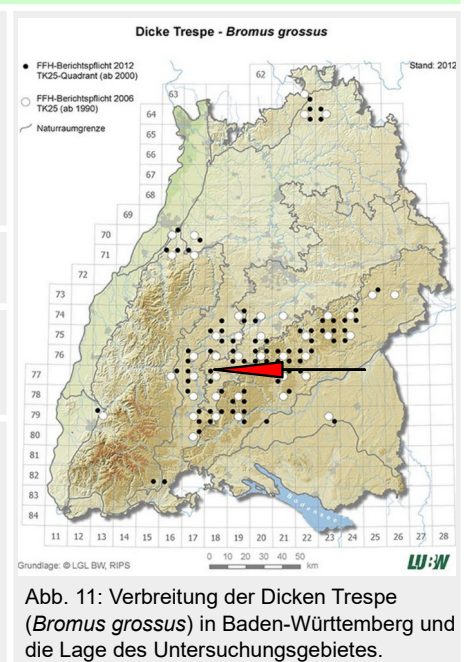 Dicke Trespe - Bromus grossus
FFH-Berichtspflicht 2012
TK25-Quadrant (ab 2000)
FFH-Berichtspflicht 2006
TK25 (ab 1990)
Naturraumgrenze
Stand: 2012
62
63
64
65
66
67
68
69
70
71
72
73
74
75
76
77
78
79
80
81
82
83
84
Bodensee
11 12 13 14 15 16 17 18 19 20 21 22 23 24 25 26 27 28
0 10 20 30 40 50
km
Grundlage: © LGL BW, RIPS
LU:W
Abb. 11: Verbreitung der Dicken Trespe
(Bromus grossus) in Baden-Württemberg und
die Lage des Untersuchungsgebietes.